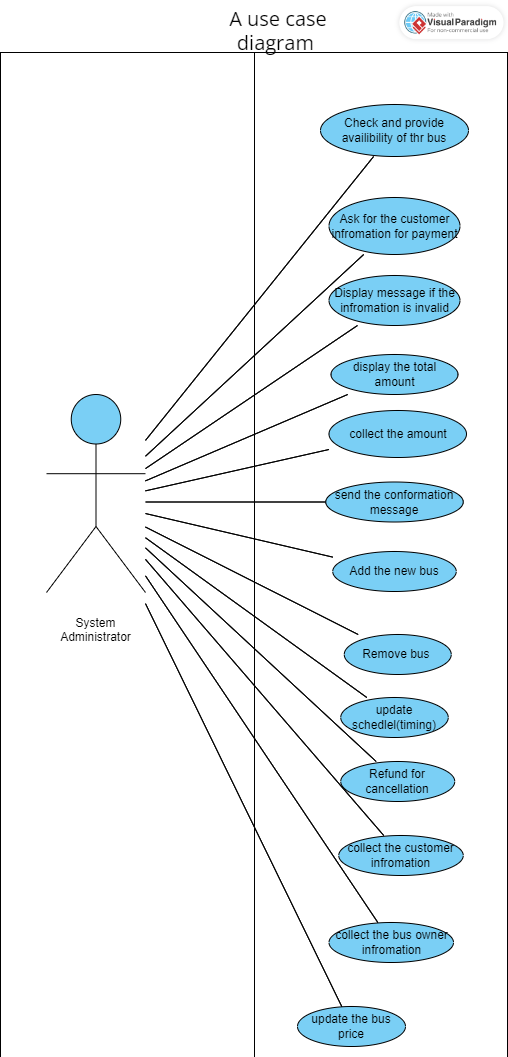 A use case
diagram
Made with
VisualParadigm
For non-commercial use
Check and provide
availibility of thr bus
Ask for the customer
infromation for payment
Display message if the
infromation is invalid
display the total
amount
collect the amount
send the conformation
message
Add the new bus
Remove bus
System
Administrator
update
schedlel(timing)
Refund for
cancellation
collect the customer
infromation
collect the bus owner
infromation
update the bus
price